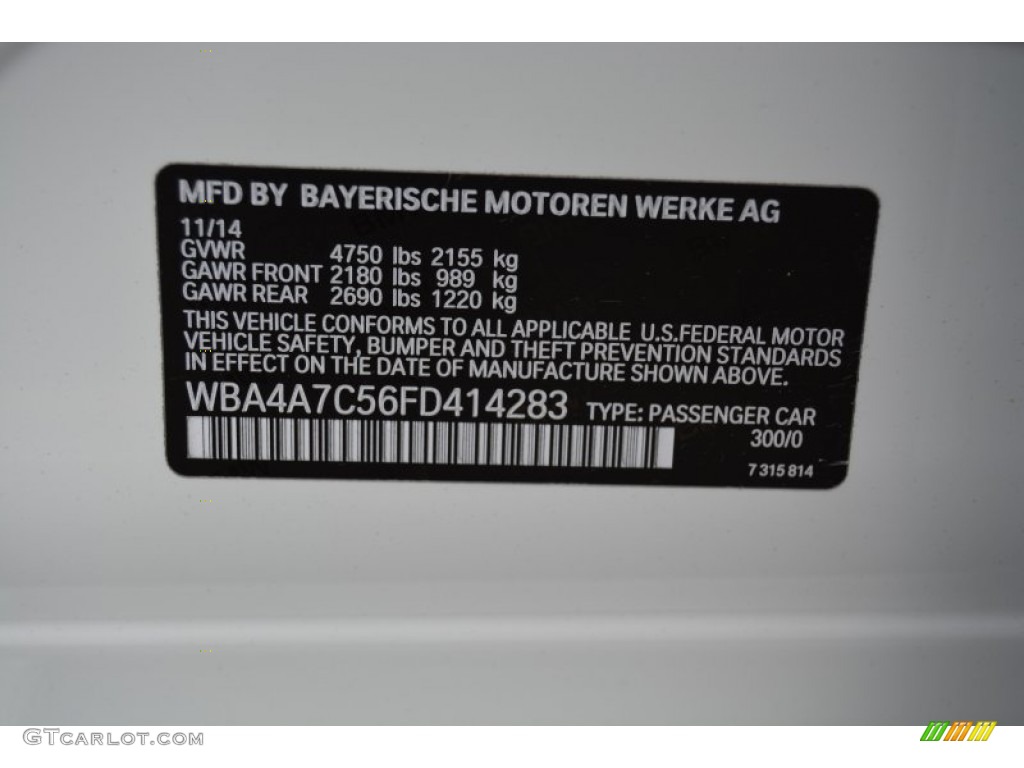 MFD BY BAYERISCHE MOTOREN WERKE AG
11/14
GVWR 4750 lbs 2155 kg
GAWR FRONT 2180 lbs 989 kg
GAWR REAR 2690 lbs 1220 kg
THIS VEHICLE CONFORMS TO ALL APPLICABLE U.S.FEDERAL MOTOR
VEHICLE SAFETY, BUMPER AND THEFT PREVENTION STANDARDS
IN EFFECT ON THE DATE OF MANUFACTURE SHOWN ABOVE.
WBA4A7C56FD414283 TYPE: PASSENGER CAR
300/0
7 315 814
GTCARLOT.COM